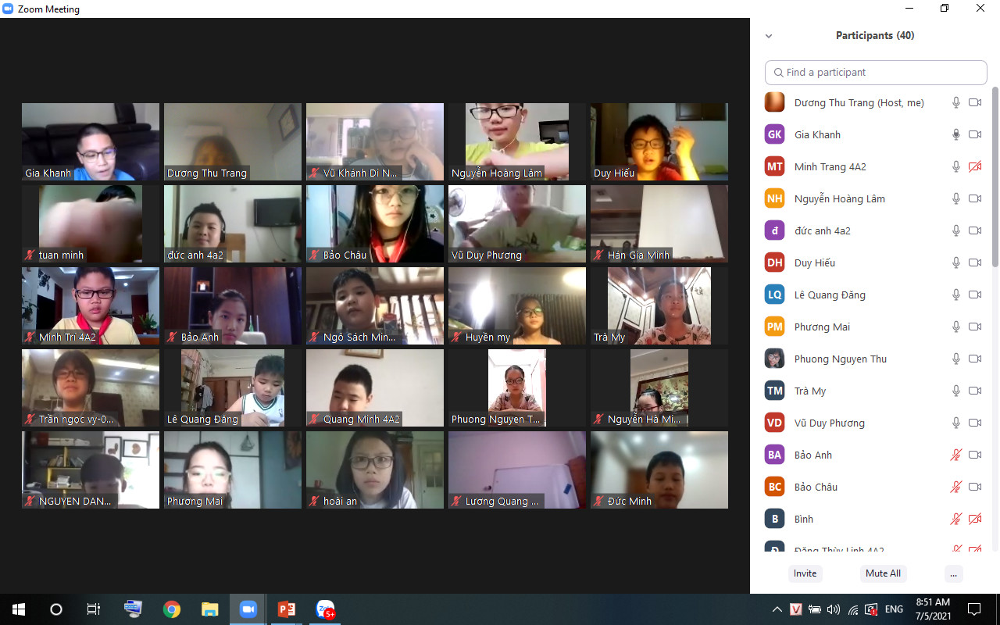 Zoom Meeting
Gia Khanh
Dương Thu Trang
Vũ Khánh Di N...
Nguyễn Hoàng Lâm
Duy Hiếu
tuan minh
đức anh 4a2
Bảo Châu
Vũ Duy Phương
Hán Gia Minh
Minh Trí 4A2
Bảo Anh
Ngô Sách Min...
Huyền my
Trà My
Trần ngọc vy-0...
Lê Quang Đăng
Quang Minh 4A2
Phuong Nguyen T...
Nguyễn Hà Mi...
NGUYEN DAN...
Phương Mai
hoài an
Lương Quang ...
Đức Minh
Participants (40)
Find a participant
Dương Thu Trang (Host, me)
GK Gia Khanh
MT Minh Trang 4A2
NH Nguyễn Hoàng Lâm
đ đức anh 4a2
DH Duy Hiếu
LQ Lê Quang Đăng
PM Phương Mai
Phuong Nguyen Thu
TM Trà My
VD Vũ Duy Phương
BA Bảo Anh
BC Bảo Châu
B Bình
Đ Đặng Thùy Linh 4A2
Invite
Mute All
...
Zalo
5+
V
ENG
8:51 AM
7/5/2021